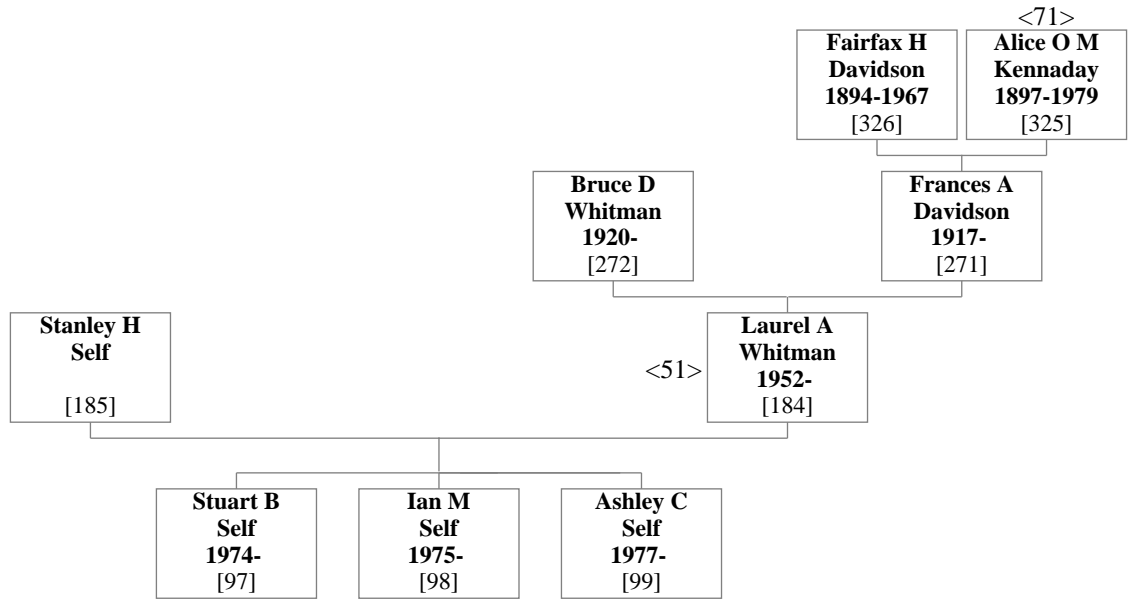 <71>
Fairfax H
Davidson
1894-1967
[326]
Alice O M
Kennaday
1897-1979
[325]
Bruce D
Whitman
1920-
[272]
Frances A
Davidson
1917-
[271]
Stanley H
Self
[185]
<51>
Laurel A
Whitman
1952-
[184]
Stuart B
Self
1974-
[97]
Ian M
Self
1975-
[98]
Ashley C
Self
1977-
[99]